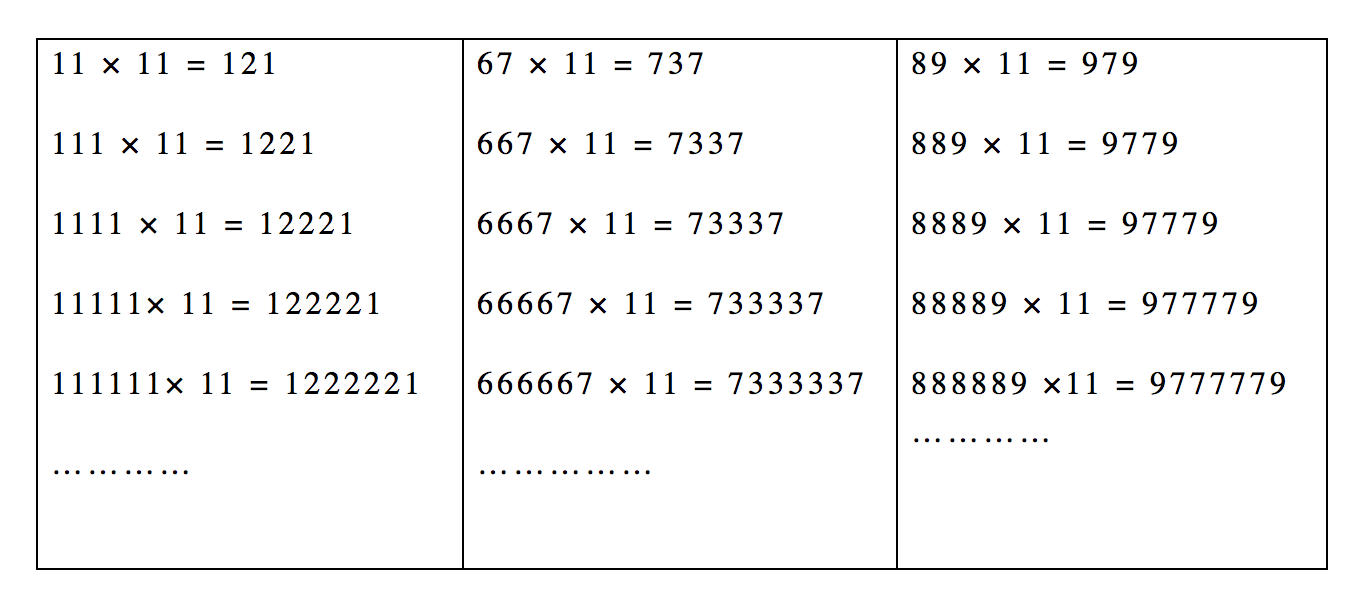 11 × 11 = 121
111 × 11 = 1221
1111 × 11 = 12221
11111× 11 = 122221
111111× 11 = 1222221
…………
67 × 11 = 737
667 × 11 = 7337
6667 × 11 = 73337
66667 × 11 = 733337
666667 × 11 = 7333337
……………
89 × 11 = 979
889 × 11 = 9779
8889 × 11 = 97779
88889 × 11 = 977779
888889 ×11 = 9777779
…………